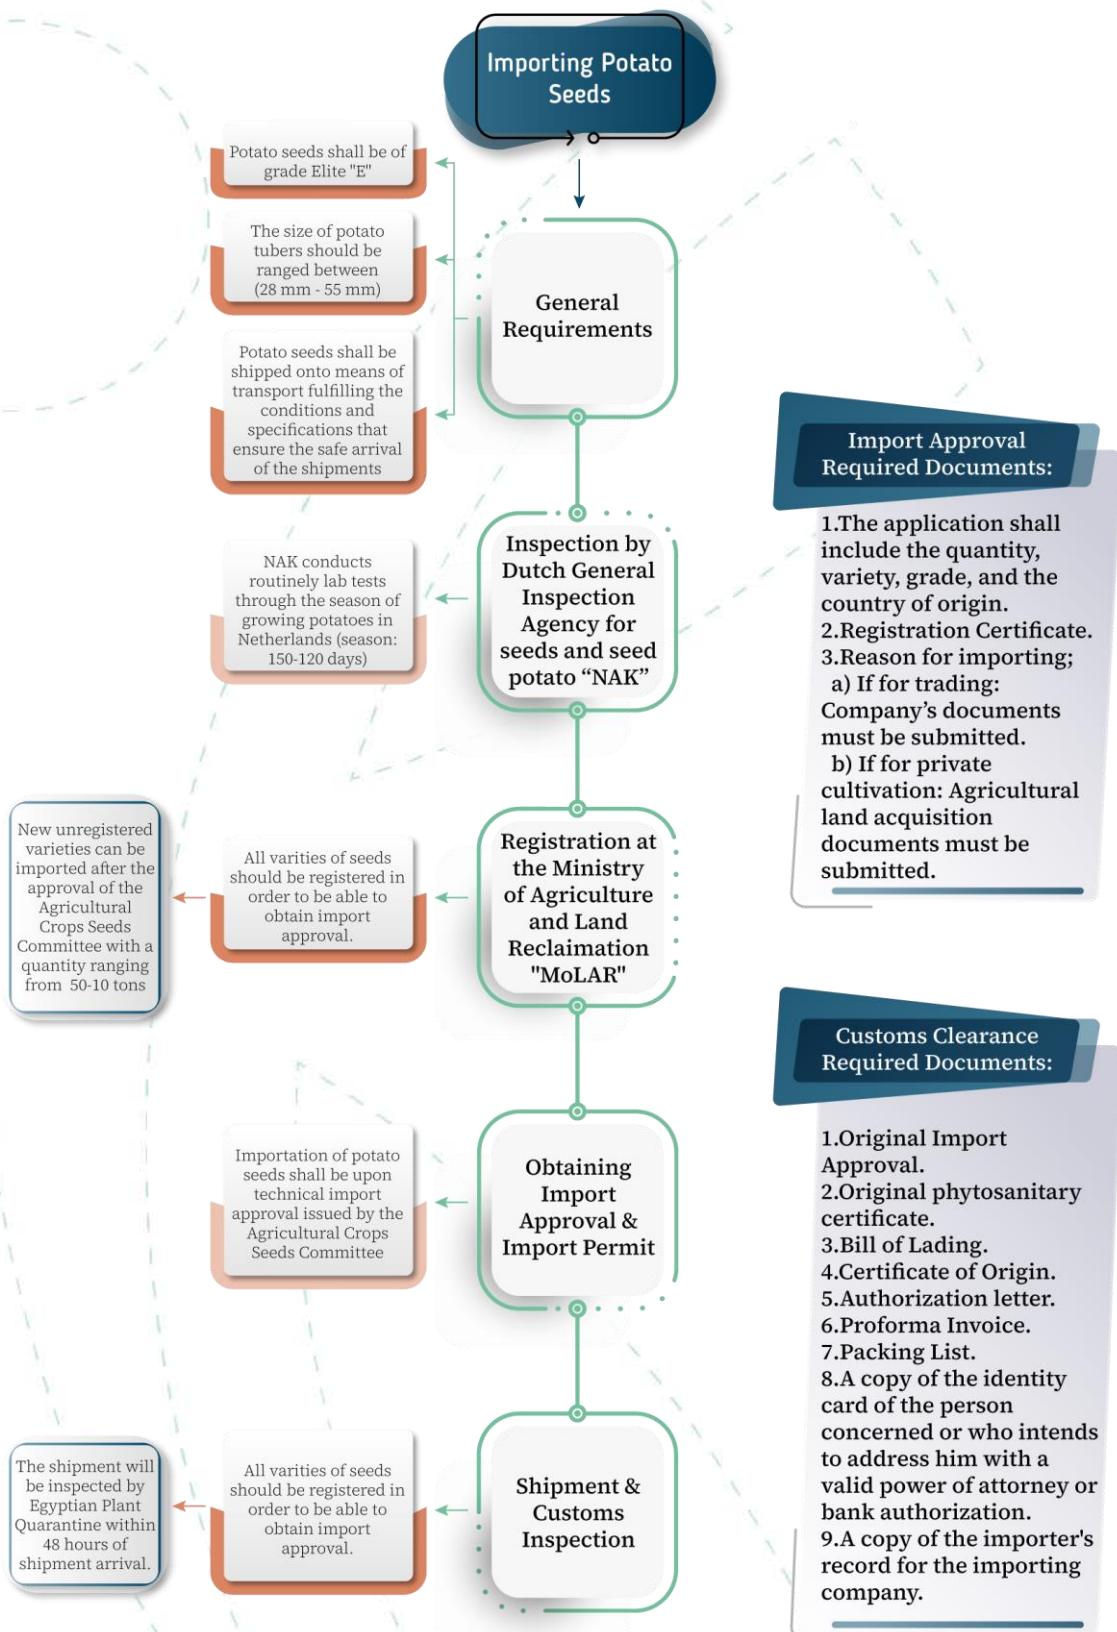 Importing Potato
Seeds
Potato seeds shall be of
grade Elite "E"
The size of potato
tubers should be
ranged between
(28 mm - 55 mm)
Potato seeds shall be
shipped onto means of
transport fulfilling the
conditions and
specifications that
ensure the safe arrival
of the shipments
General
Requirements
NAK conducts
routinely lab tests
through the season of
growing potatoes in
Netherlands (season:
150-120 days)
Inspection by
Dutch General
Inspection
Agency for
seeds and seed
potato “NAK”
New unregistered
varieties can be
imported after the
approval of the
Agricultural
Crops Seeds
Committee with a
quantity ranging
from 50-10 tons
All varities of seeds
should be registered in
order to be able to
obtain import
approval.
Registration at
the Ministry
of Agriculture
and Land
Reclaimation
"MoLAR"
Importation of potato
seeds shall be upon
technical import
approval issued by the
Agricultural Crops
Seeds Committee
Obtaining
Import
Approval &
Import Permit
The shipment will
be inspected by
Egyptian Plant
Quarantine within
48 hours of
shipment arrival.
All varities of seeds
should be registered in
order to be able to
obtain import
approval.
Shipment &
Customs
Inspection
Import Approval
Required Documents:
1.The application shall
include the quantity,
variety, grade, and the
country of origin.
2.Registration Certificate.
3.Reason for importing;
a) If for trading:
Company’s documents
must be submitted.
b) If for private
cultivation: Agricultural
land acquisition
documents must be
submitted.
Customs Clearance
Required Documents:
1.Original Import
Approval.
2.Original phytosanitary
certificate.
3.Bill of Lading.
4.Certificate of Origin.
5.Authorization letter.
6.Proforma Invoice.
7.Packing List.
8.A copy of the identity
card of the person
concerned or who intends
to address him with a
valid power of attorney or
bank authorization.
9.A copy of the importer's
record for the importing
company.